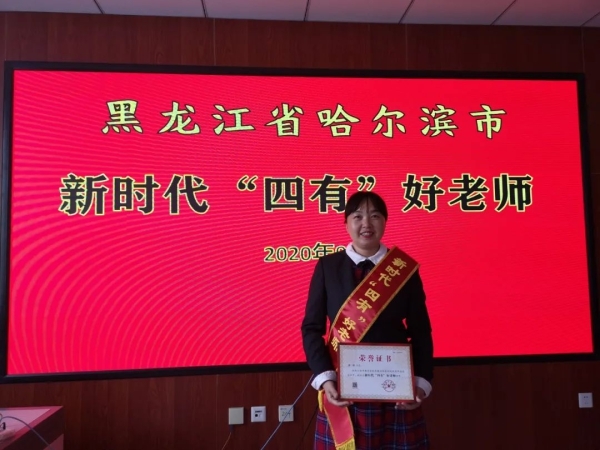 黑龙江省哈尔滨市
新时代“四有”好老师
2020年
新时代“四有”好老师
荣誉证书